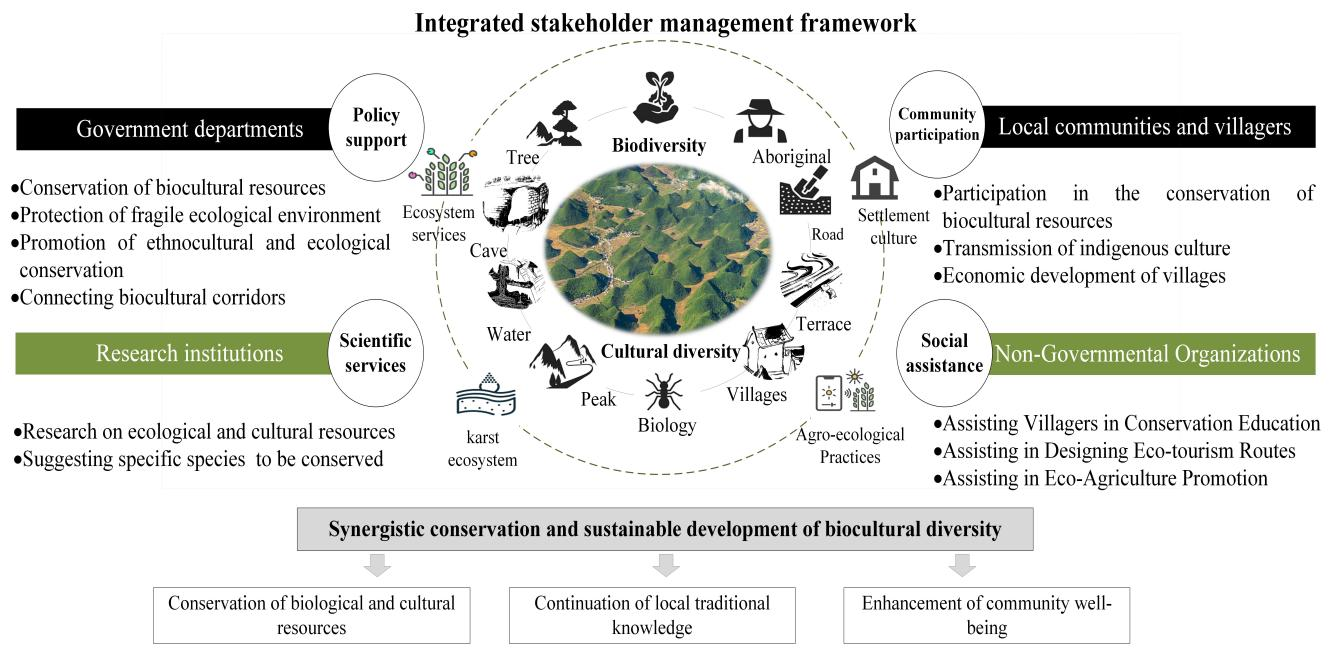 Integrated stakeholder management framework
Government departments
Policy
support
•Conservation of biocultural resources
•Protection of fragile ecological environment
•Promotion of ethnocultural and ecological
conservation
•Connecting biocultural corridors
Research institutions
Scientific
services
•Research on ecological and cultural resources
•Suggesting specific species to be conserved
Biodiversity
Tree
Aboriginal
Ecosystem
services
Cave
Road
Settlement
culture
Water
Terrace
Cultural diversity
Peak
Biology
Villages
karst
ecosystem
Agro-ecological
Practices
Community
participation
Local communities and villagers
•Participation in the conservation of
biocultural resources
•Transmission of indigenous culture
•Economic development of villages
Social
assistance
Non-Governmental Organizations
•Assisting Villagers in Conservation Education
•Assisting in Designing Eco-tourism Routes
•Assisting in Eco-Agriculture Promotion
Synergistic conservation and sustainable development of biocultural diversity
Conservation of biological and cultural
resources
Continuation of local traditional
knowledge
Enhancement of community well-
being